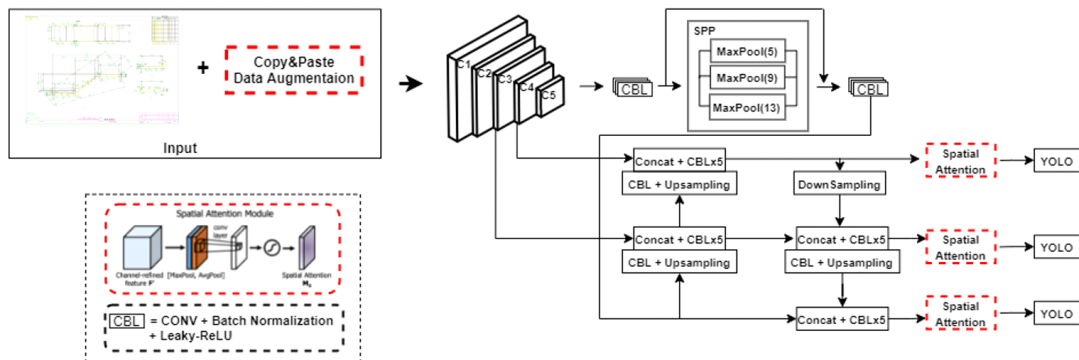 Copy&Paste
Data Augmentaion
+
Input
C1
C2
C3
C4
C5
CBL
SPP
MaxPool(5)
MaxPool(9)
MaxPool(13)
CBL
Concat + CBLx5
CBL + Upsampling
DownSampling
Spatial
Attention
YOLO
Concat + CBLx5
CBL + Upsampling
Concat + CBLx5
CBL + Upsampling
Spatial
Attention
YOLO
Concat + CBLx5
Spatial
Attention
YOLO
Spatial Attention Module
conv
layer
Channel-refined
feature F'
[MaxPool, AvgPool]
Spatial Attention
Ms
CBL = CONV + Batch Normalization
+ Leaky-ReLU